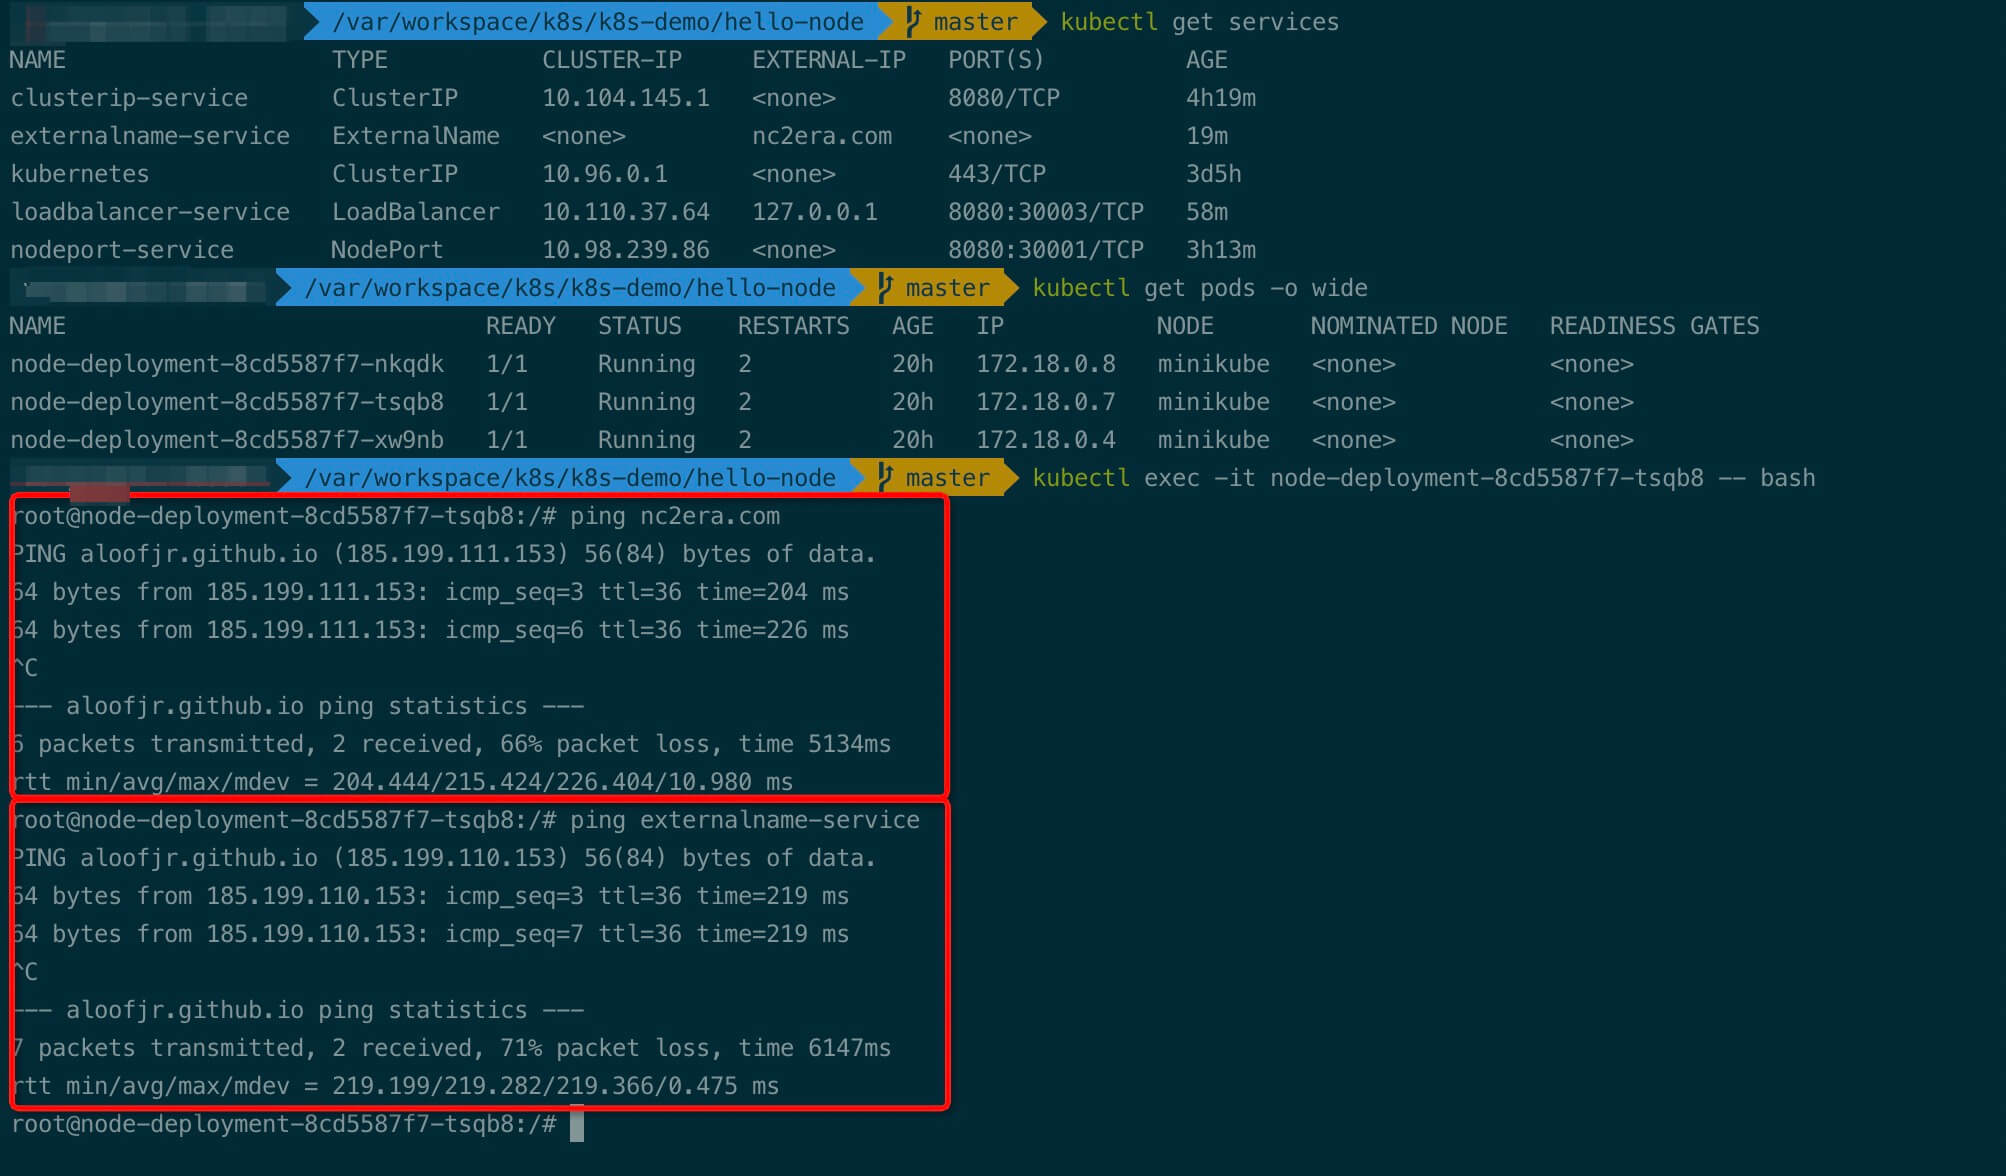 /var/workspace/k8s/k8s-demo/hello-node master kubectl get services
NAME TYPE CLUSTER-IP EXTERNAL-IP PORT(S) AGE
clusterip-service ClusterIP 10.104.145.1 <none> 8080/TCP 4h19m
externalname-service ExternalName <none> nc2era.com <none> 19m
kubernetes ClusterIP 10.96.0.1 <none> 443/TCP 3d5h
loadbalancer-service LoadBalancer 10.110.37.64 127.0.0.1 8080:30003/TCP 58m
nodeport-service NodePort 10.98.239.86 <none> 8080:30001/TCP 3h13m
/var/workspace/k8s/k8s-demo/hello-node master kubectl get pods -o wide
NAME READY STATUS RESTARTS AGE IP NODE NOMINATED NODE READINESS GATES
node-deployment-8cd5587f7-nkqdk 1/1 Running 2 20h 172.18.0.8 minikube <none> <none>
node-deployment-8cd5587f7-tsqb8 1/1 Running 2 20h 172.18.0.7 minikube <none> <none>
node-deployment-8cd5587f7-xw9nb 1/1 Running 2 20h 172.18.0.4 minikube <none> <none>
/var/workspace/k8s/k8s-demo/hello-node master kubectl exec -it node-deployment-8cd5587f7-tsqb8 -- bash
root@node-deployment-8cd5587f7-tsqb8:/# ping nc2era.com
PING aloofjr.github.io (185.199.111.153) 56(84) bytes of data.
64 bytes from 185.199.111.153: icmp_seq=3 ttl=36 time=204 ms
64 bytes from 185.199.111.153: icmp_seq=6 ttl=36 time=226 ms
^C
--- aloofjr.github.io ping statistics ---
6 packets transmitted, 2 received, 66% packet loss, time 5134ms
rtt min/avg/max/mdev = 204.444/215.424/226.404/10.980 ms
root@node-deployment-8cd5587f7-tsqb8:/# ping externalname-service
PING aloofjr.github.io (185.199.110.153) 56(84) bytes of data.
64 bytes from 185.199.110.153: icmp_seq=3 ttl=36 time=219 ms
64 bytes from 185.199.110.153: icmp_seq=7 ttl=36 time=219 ms
^C
--- aloofjr.github.io ping statistics ---
7 packets transmitted, 2 received, 71% packet loss, time 6147ms
rtt min/avg/max/mdev = 219.199/219.282/219.366/0.475 ms
root@node-deployment-8cd5587f7-tsqb8:/#